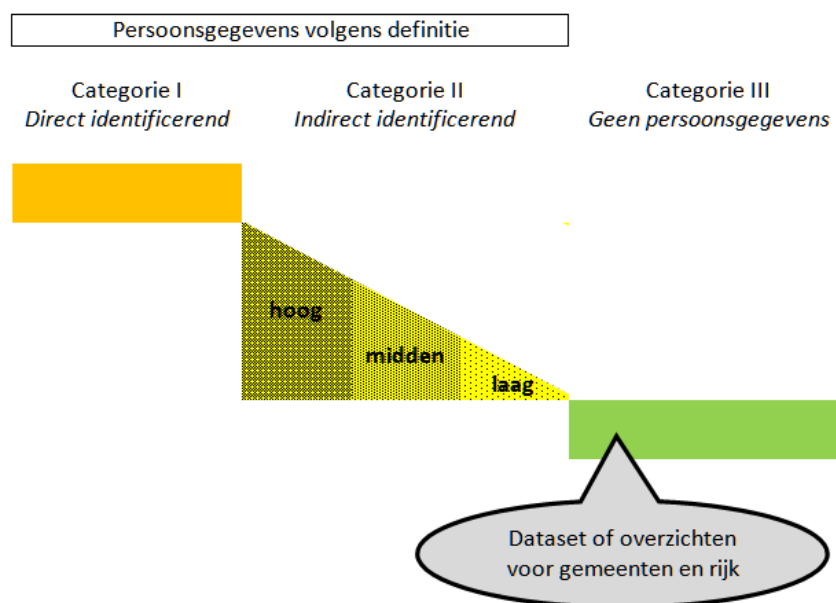 Persoonsgegevens volgens definitie
Categorie I
Direct identificerend
Categorie II
Indirect identificerend
Categorie III
Geen persoonsgegevens
hoog
midden
laag
Dataset of overzichten
voor gemeenten en rijk